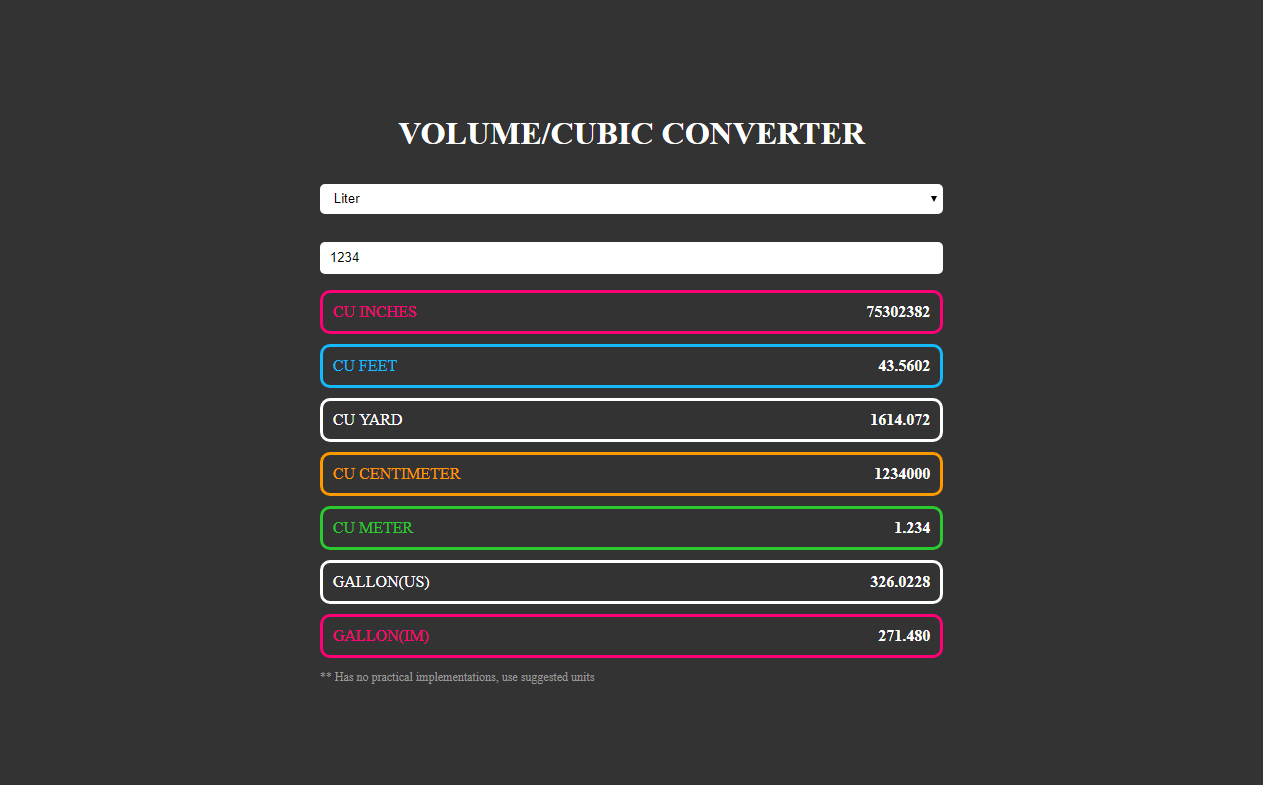 VOLUME/CUBIC CONVERTER
Liter
1234
CU INCHES 75302382
CU FEET 43.5602
CU YARD 1614.072
CU CENTIMETER 1234000
CU METER 1.234
GALLON(US) 326.0228
GALLON(IM) 271.480
** Has no practical implementations, use suggested units